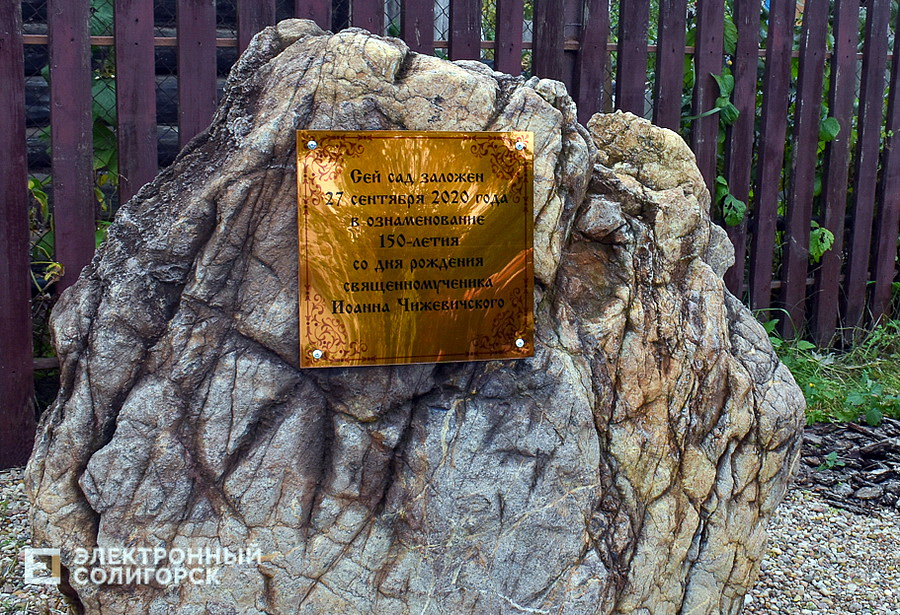 Сей сад заложен
27 сентября 2020 года
в ознаменование
150-летия
со дня рождения
священномученика
Иоанна Чижевичского
ЭЛЕКТРОННЫЙ
СОЛИГОРСК